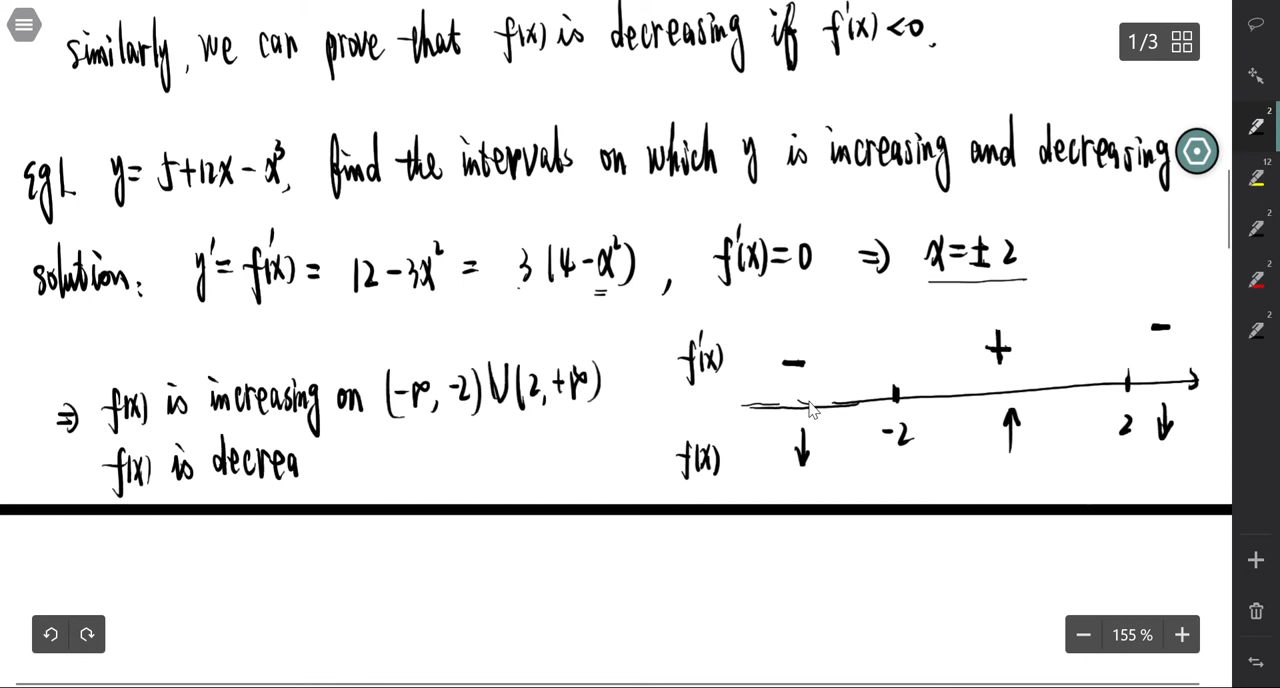 similarly, we can prove that f(x) is decreasing if f'(x) < 0.
1/3
Eg1. y = 5+12x - x³, find the intervals on which y is increasing and decreasing
solution: y' = f'(x) = 12 - 3x² = 3(4 - x²), f'(x) = 0 ⇒ x = ± 2
f'(x) - + -
⇒ f(x) is increasing on (-∞, -2) ∪ (2, +∞)
-2 2
f(x) is decrea
f(x) ↓ ↑ ↓
155 %